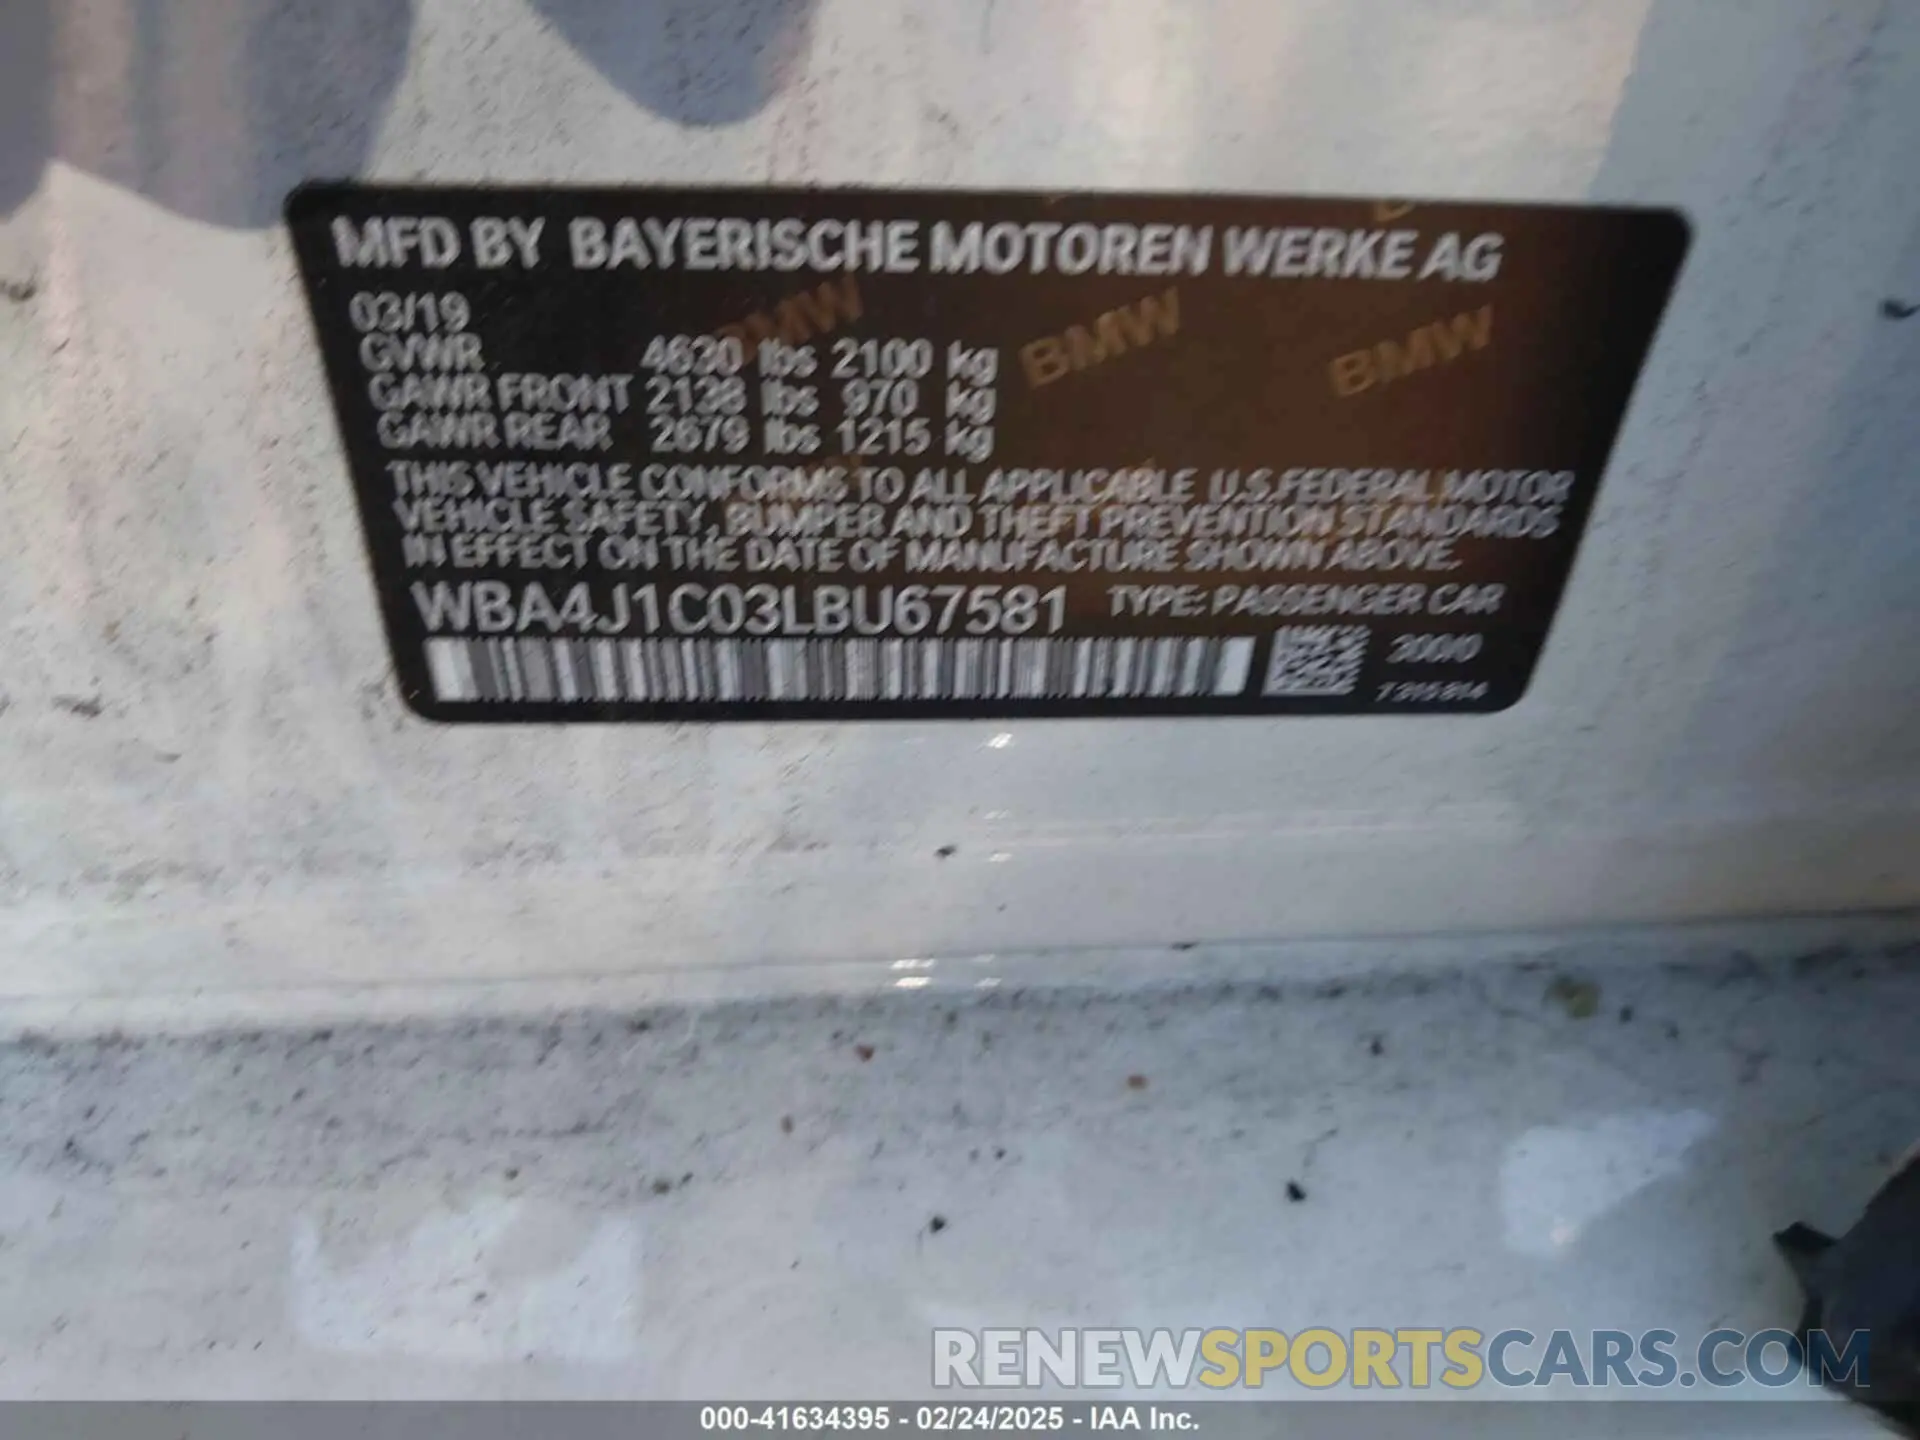 MFD BY BAYERISCHE MOTOREN WERKE AG
03/19
GVWR 4630 lbs 2100 kg
GAWR FRONT 2138 lbs 970 kg
GAWR REAR 2679 lbs 1215 kg
BMW BMW BMW
THIS VEHICLE CONFORMS TO ALL APPLICABLE U.S.FEDERAL MOTOR
VEHICLE SAFETY, BUMPER AND THEFT PREVENTION STANDARDS
IN EFFECT ON THE DATE OF MANUFACTURE SHOWN ABOVE.
WBA4J1C03LBU67581 TYPE: PASSENGER CAR
300/0
7315814
RENEWSPORTSCARS.COM
000-41634395 - 02/24/2025 - IAA Inc.